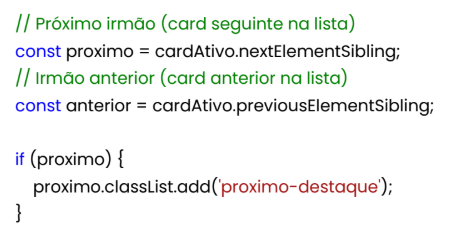 // Próximo irmão (card seguinte na lista)
const proximo = cardAtivo.nextElementSibling;
// Irmão anterior (card anterior na lista)
const anterior = cardAtivo.previousElementSibling;

if (proximo) {
    proximo.classList.add('proximo-destaque');
}